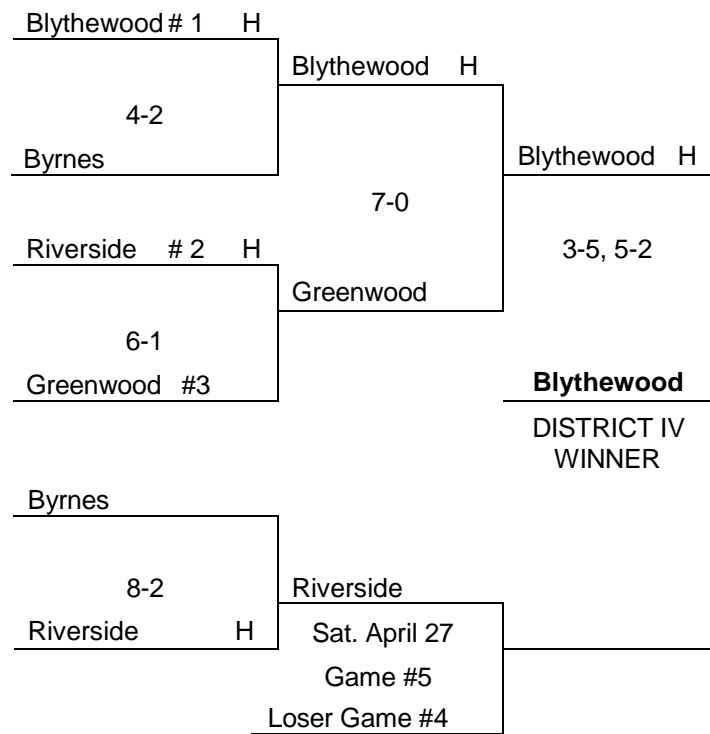 Blythewood # 1 H
Blythewood H
4-2
Byrnes
Blythewood H
7-0
Riverside # 2 H
3-5, 5-2
Greenwood
6-1
Greenwood #3
Blythewood
DISTRICT IV
WINNER
Byrnes
8-2
Riverside
Riverside H
Sat. April 27
Game #5
Loser Game #4